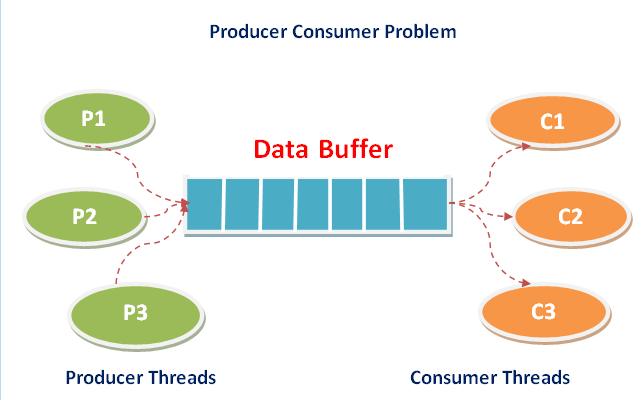 Producer Consumer Problem
P1
C1
Data Buffer
P2
C2
P3
C3
Producer Threads
Consumer Threads